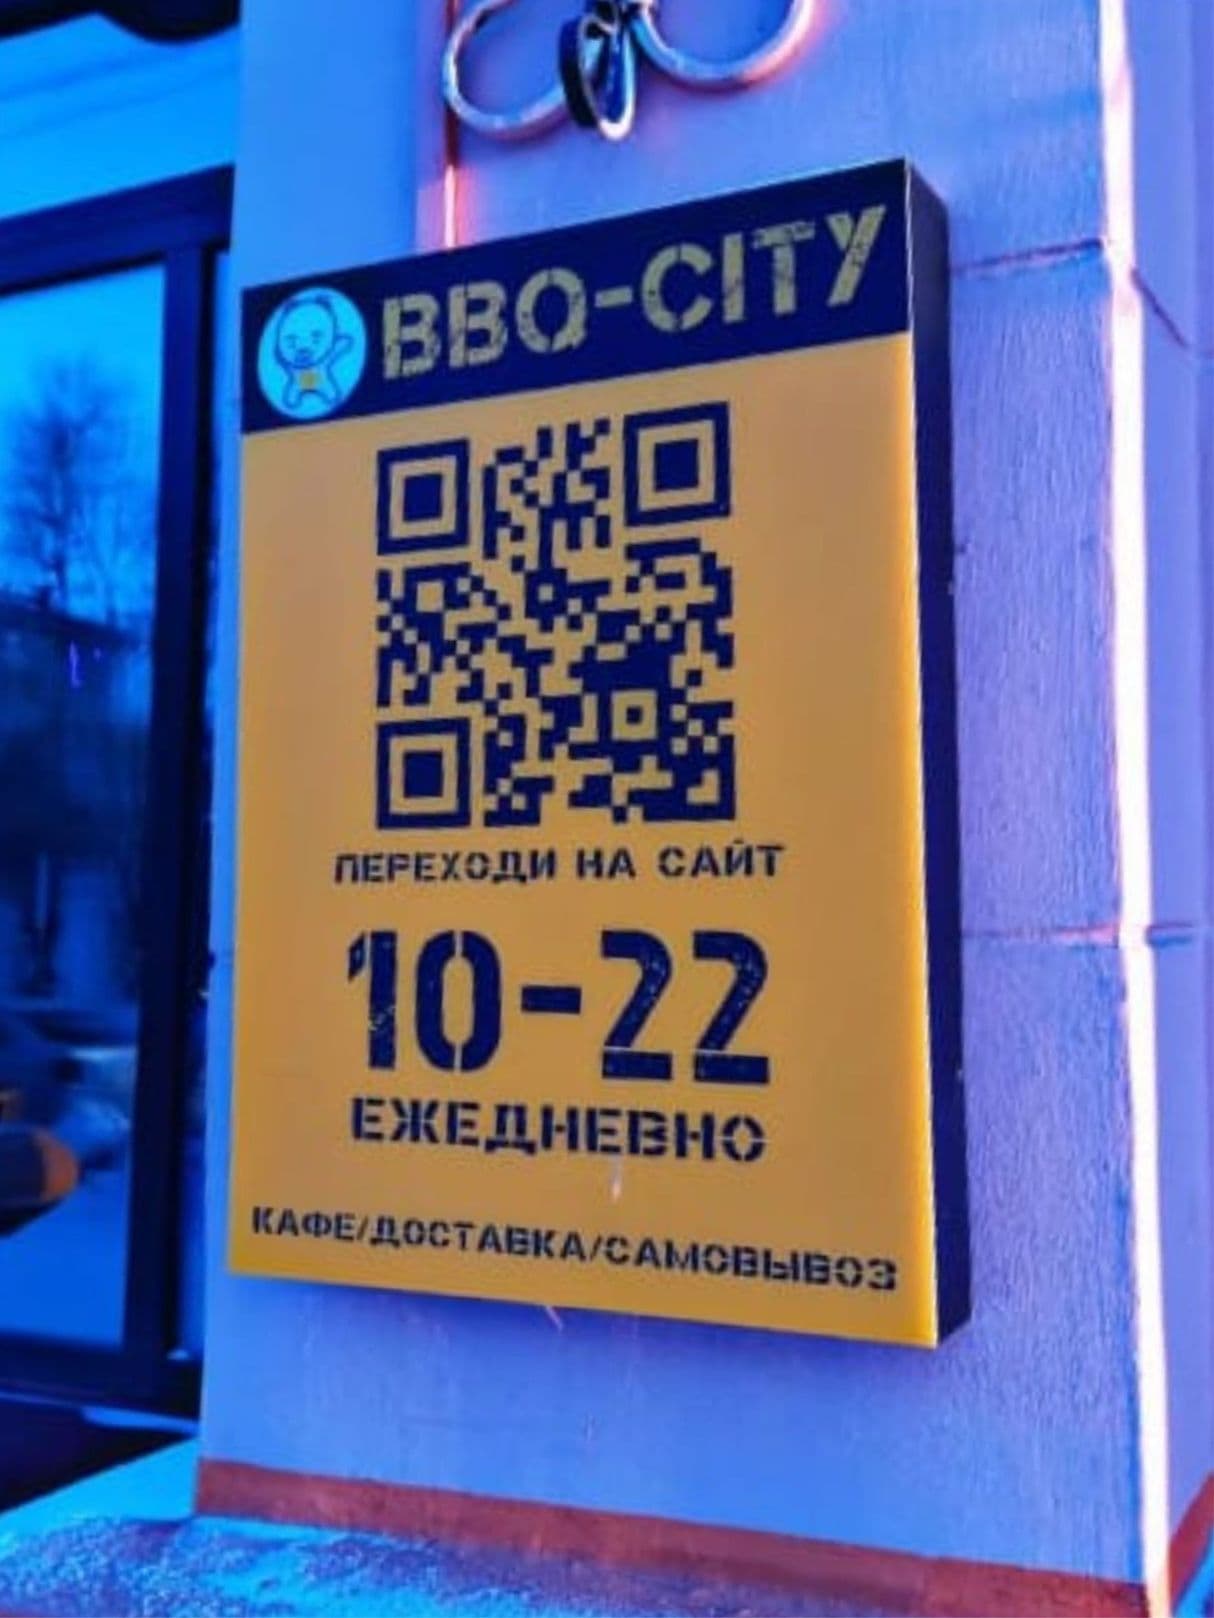 BBQ-CITY
ПЕРЕХОДИ НА САЙТ
10-22
ЕЖЕДНЕВНО
КАФЕ/ДОСТАВКА/САМОВЫВОЗ